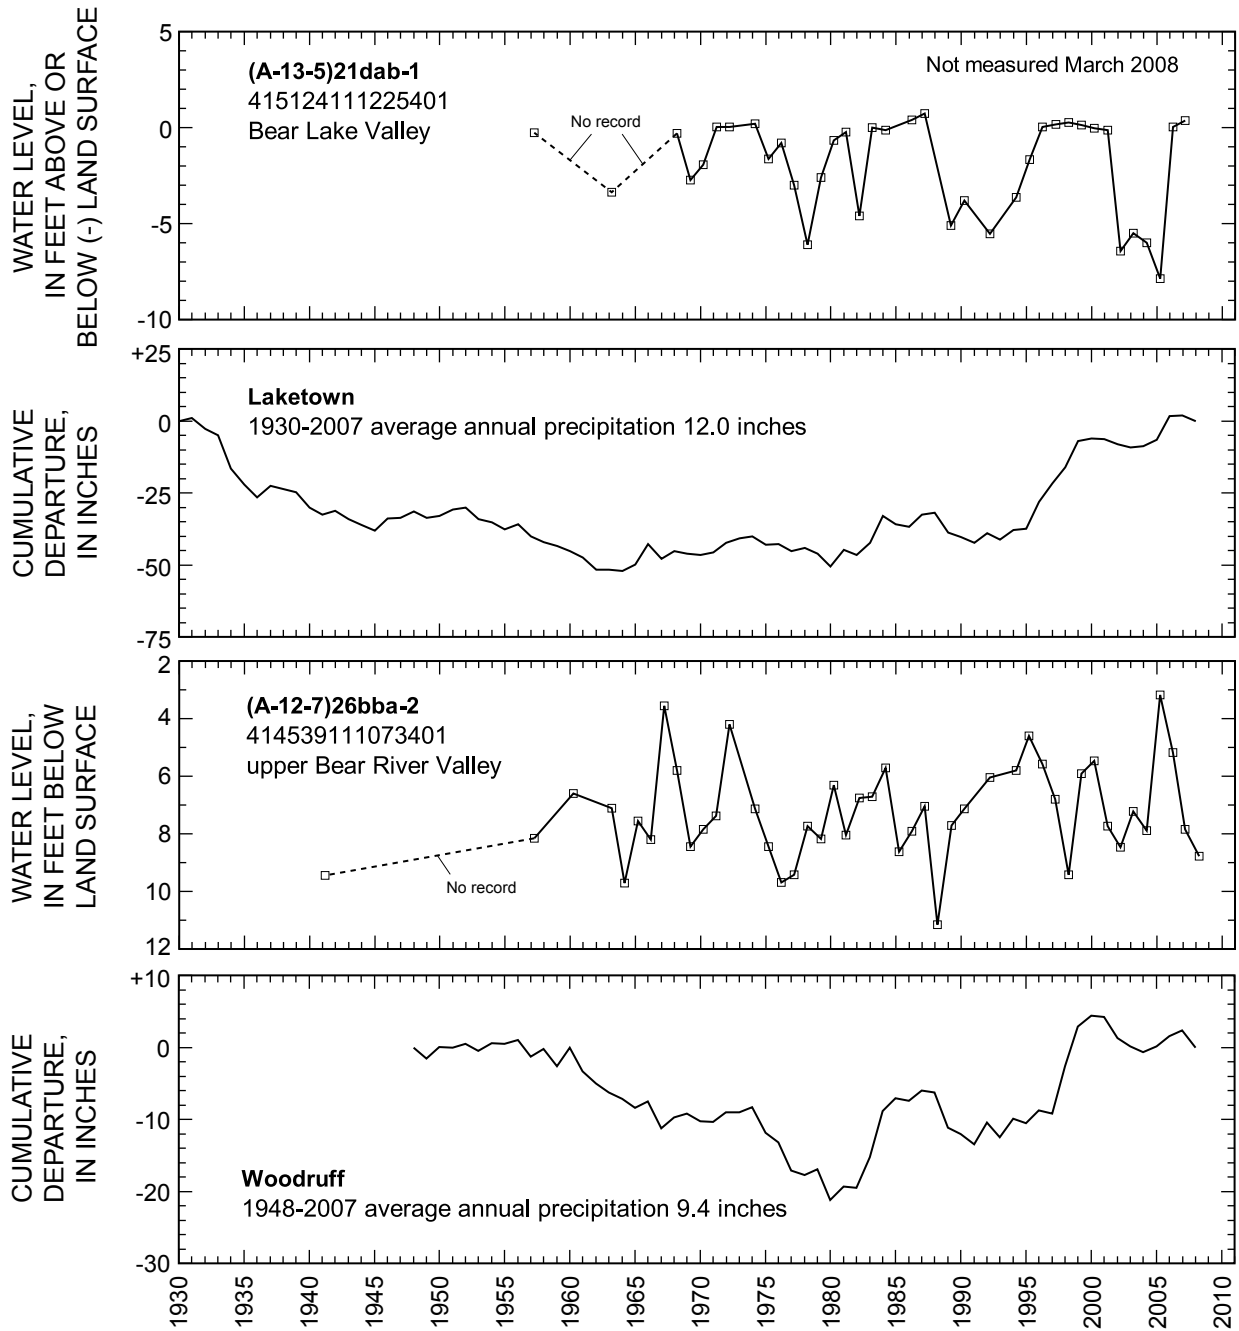 WATER LEVEL,
IN FEET ABOVE OR
BELOW (-) LAND SURFACE
5
0
-5
-10
(A-13-5)21dab-1
415124111225401
Bear Lake Valley
No record
Not measured March 2008
CUMULATIVE
DEPARTURE,
IN INCHES
+25
0
-25
-50
-75
Laketown
1930-2007 average annual precipitation 12.0 inches
WATER LEVEL,
IN FEET BELOW
LAND SURFACE
2
4
6
8
10
12
(A-12-7)26bba-2
414539111073401
upper Bear River Valley
No record
CUMULATIVE
DEPARTURE,
IN INCHES
+10
0
-10
-20
-30
Woodruff
1948-2007 average annual precipitation 9.4 inches
1930
1935
1940
1945
1950
1955
1960
1965
1970
1975
1980
1985
1990
1995
2000
2005
2010